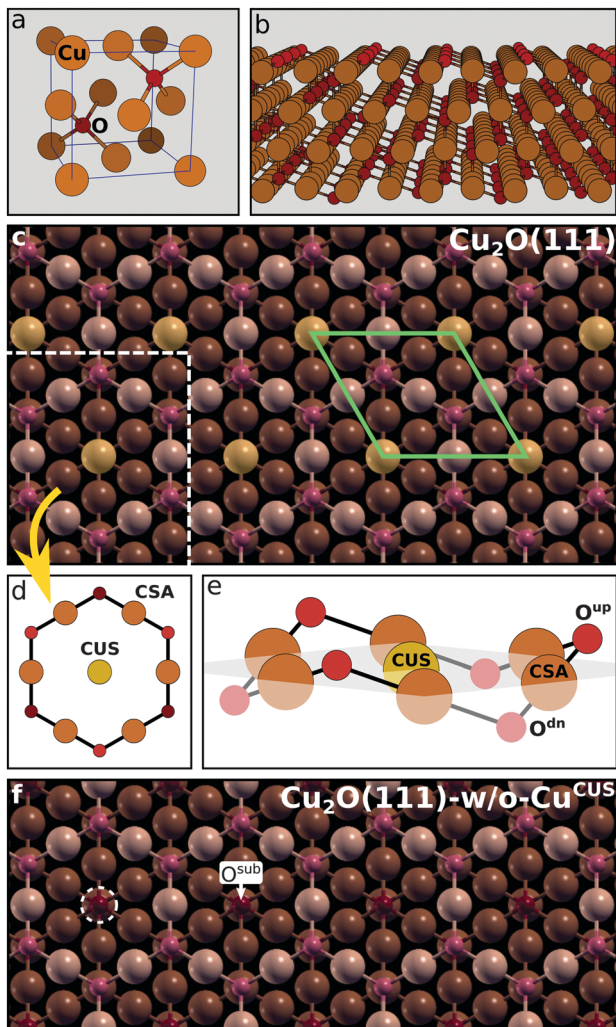 a
Cu
O
b
c
Cu₂O(111)
d
CSA
CUS
e
Oᵘᵖ
CUS
CSA
Oᵈⁿ
f
Cu₂O(111)-w/o-Cuᶜᵁˢ
Oˢᵘᵇ